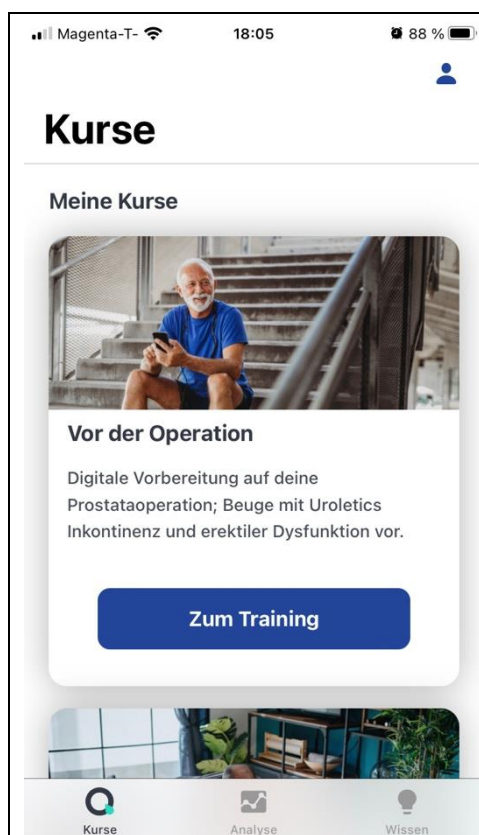 Magenta-T- 18:05 88 %
Kurse
Meine Kurse
Vor der Operation
Digitale Vorbereitung auf deine
Prostataoperation; Beuge mit Uroletics
Inkontinenz und erektiler Dysfunktion vor.
Zum Training
Kurse Analyse Wissen